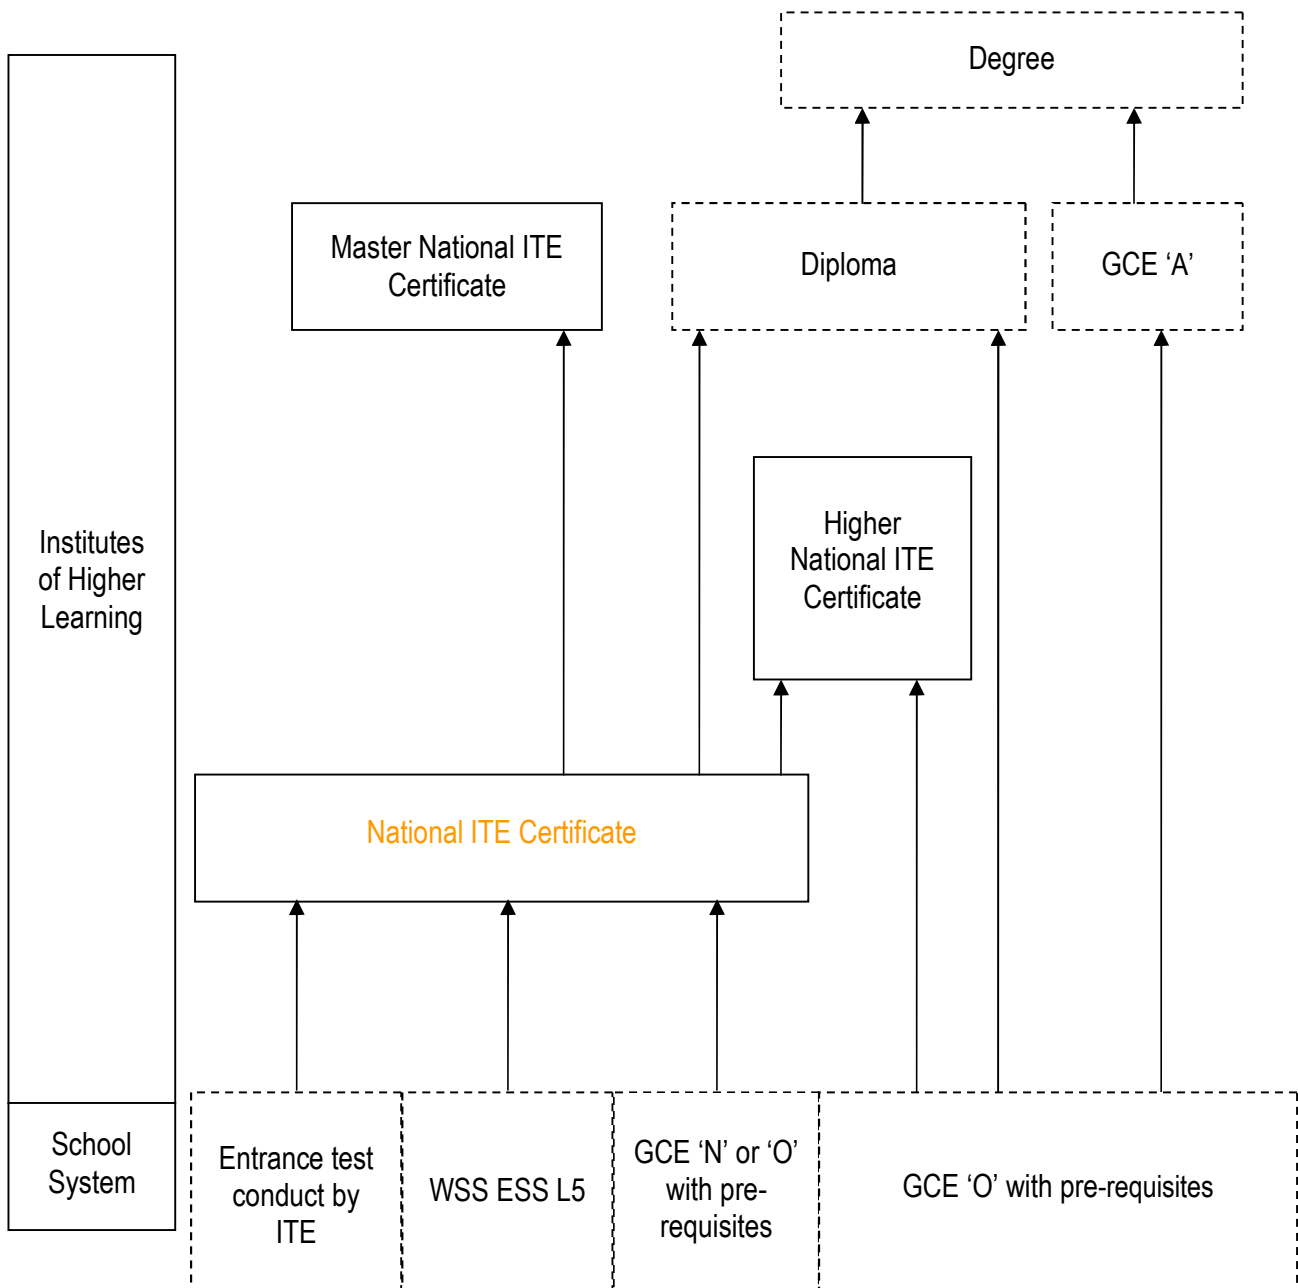 Degree
Master National ITE
Certificate
Diploma
GCE ‘A’
Institutes
of Higher
Learning
Higher
National ITE
Certificate
National ITE Certificate
School
System
Entrance test
conduct by
ITE
WSS ESS L5
GCE ‘N’ or ‘O’
with pre-
requisites
GCE ‘O’ with pre-requisites